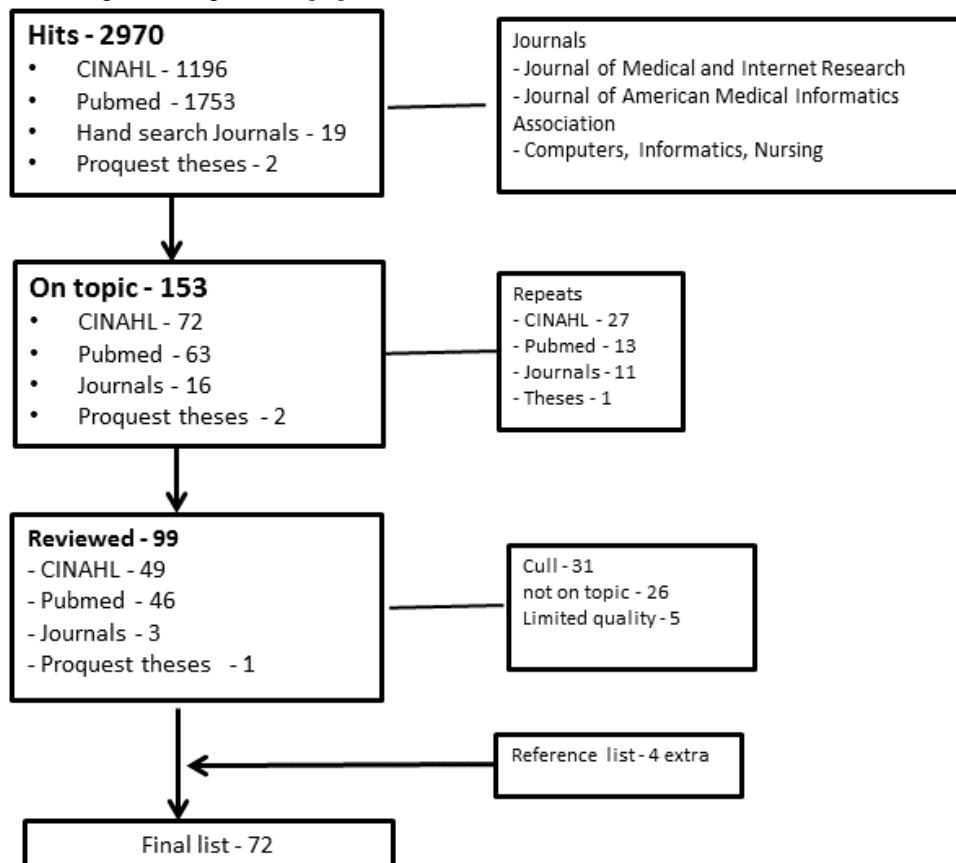 Hits - 2970
• CINAHL - 1196
• Pubmed - 1753
• Hand search Journals - 19
• Proquest theses - 2
Journals
- Journal of Medical and Internet Research
- Journal of American Medical Informatics
Association
- Computers, Informatics, Nursing
On topic - 153
• CINAHL - 72
• Pubmed - 63
• Journals - 16
• Proquest theses - 2
Repeats
- CINAHL - 27
- Pubmed - 13
- Journals - 11
- Theses - 1
Reviewed - 99
- CINAHL - 49
- Pubmed - 46
- Journals - 3
- Proquest theses - 1
Cull - 31
not on topic - 26
Limited quality - 5
Reference list - 4 extra
Final list - 72